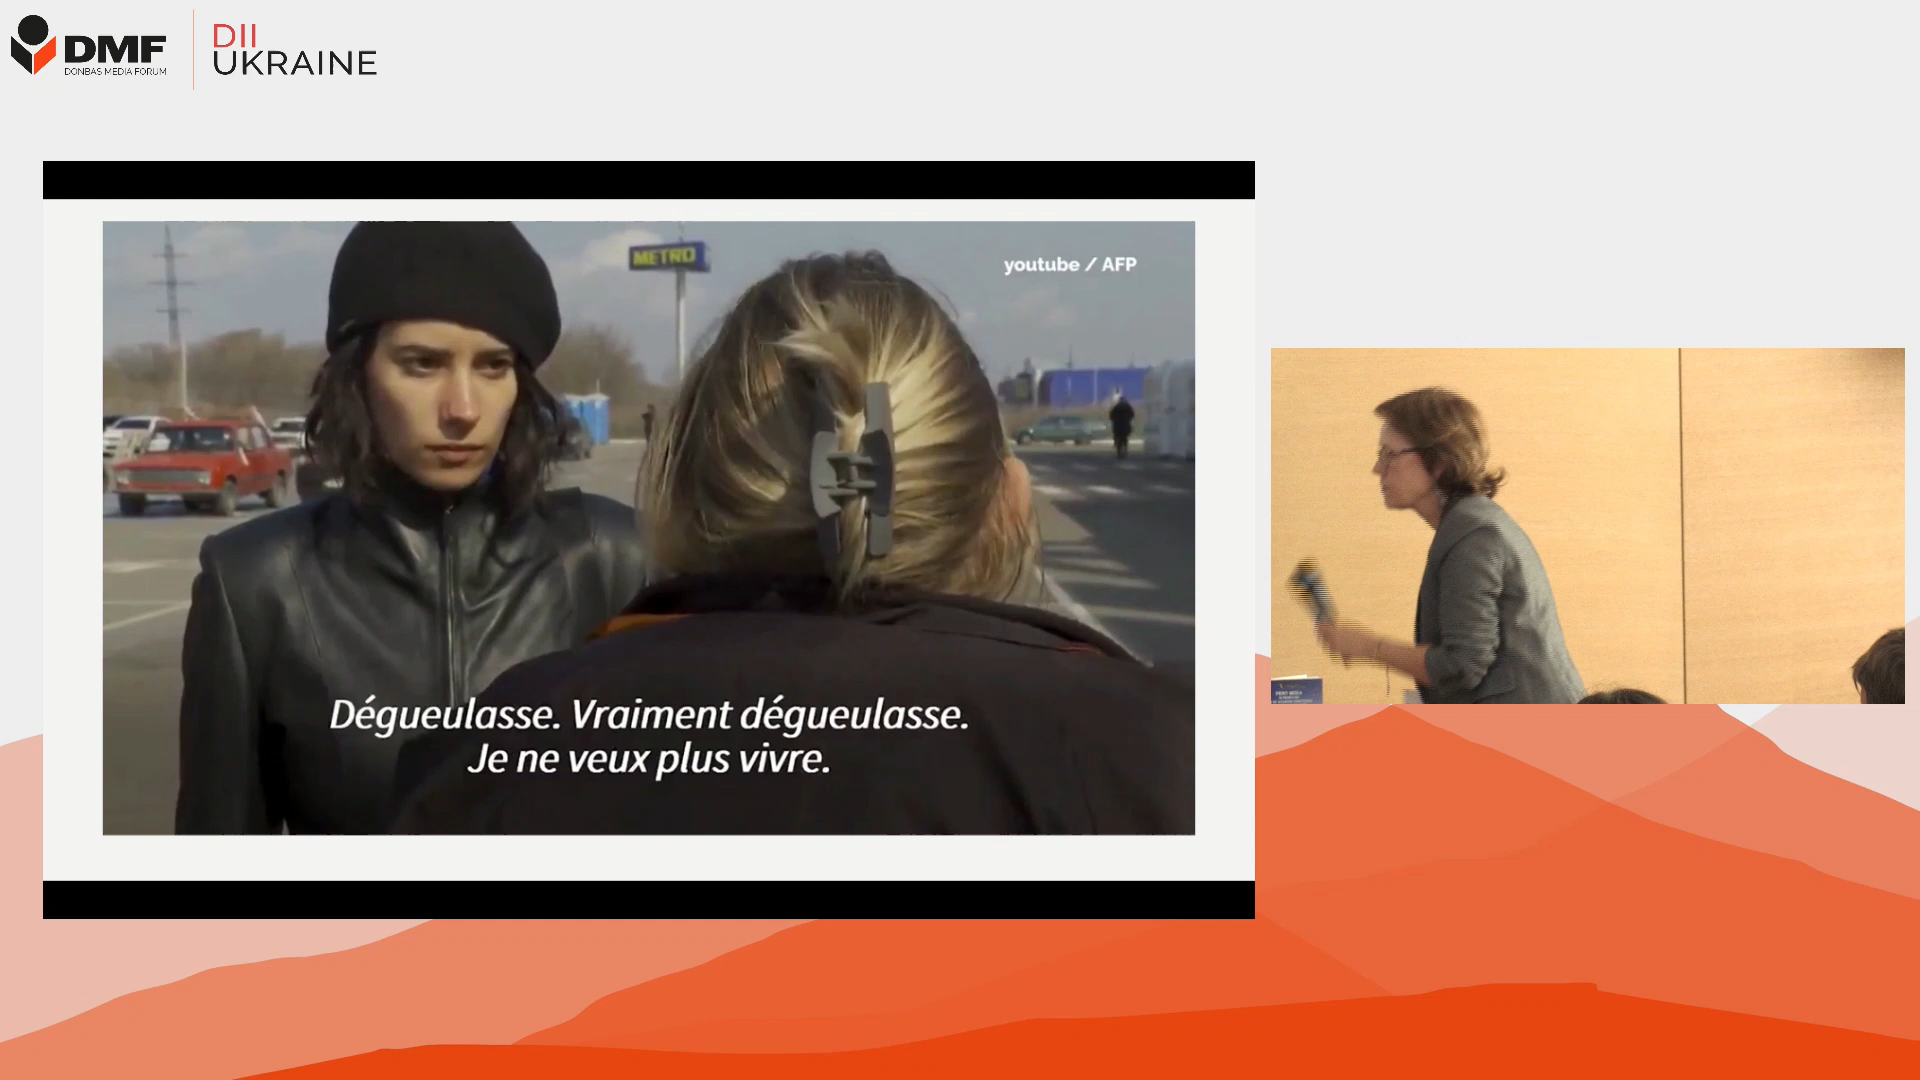 DMF
DONBAS MEDIA FORUM
DII
UKRAINE
METRO
youtube / AFP
Dégueulasse. Vraiment dégueulasse.
Je ne veux plus vivre.